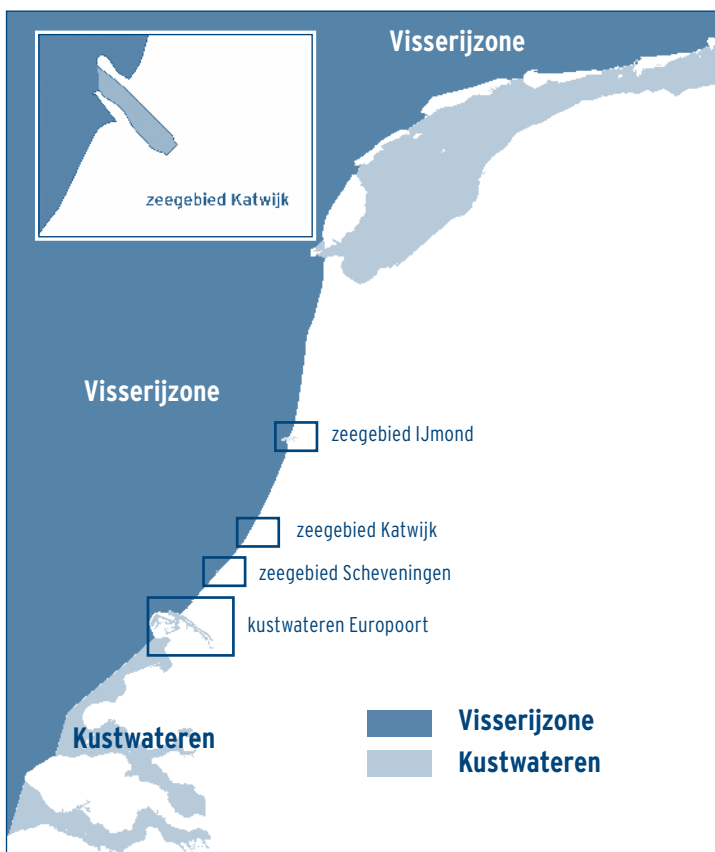 Visserijzone
zeegebied Katwijk
Visserijzone
zeegebied IJmond
zeegebied Katwijk
zeegebied Scheveningen
kustwateren Europoort
Kustwateren
Visserijzone
Kustwateren